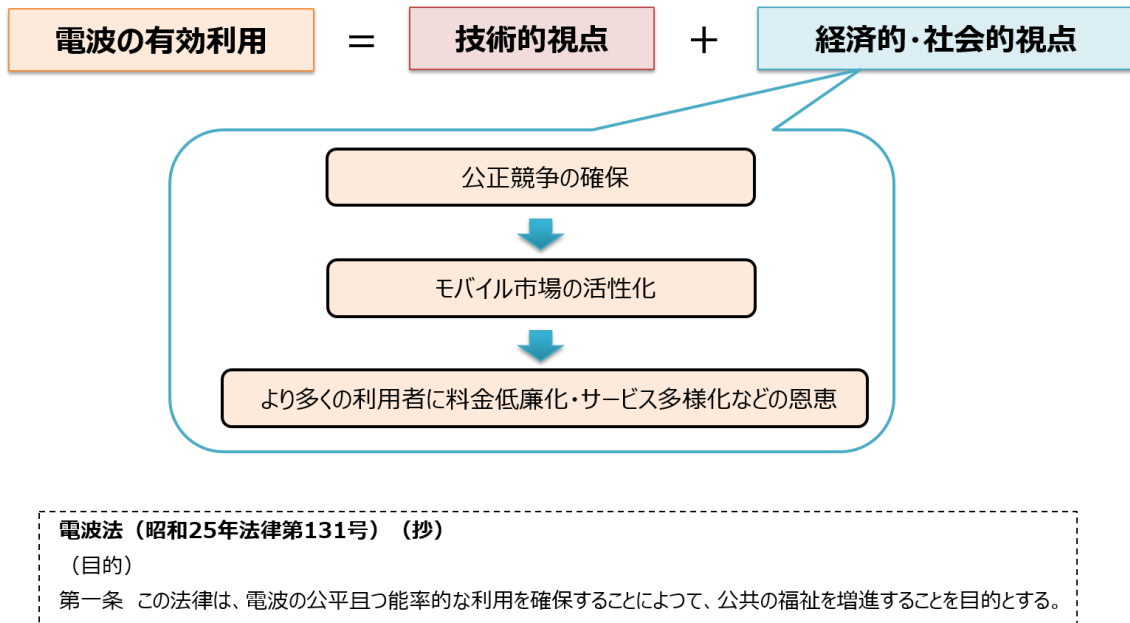 電波の有効利用 = 技術的視点 + 経済的・社会的視点
公正競争の確保
モバイル市場の活性化
より多くの利用者に料金低廉化・サービス多様化などの恩恵
電波法（昭和25年法律第131号）（抄）
（目的）
第一条 この法律は、電波の公平且つ能率的な利用を確保することによつて、公共の福祉を増進することを目的とする。